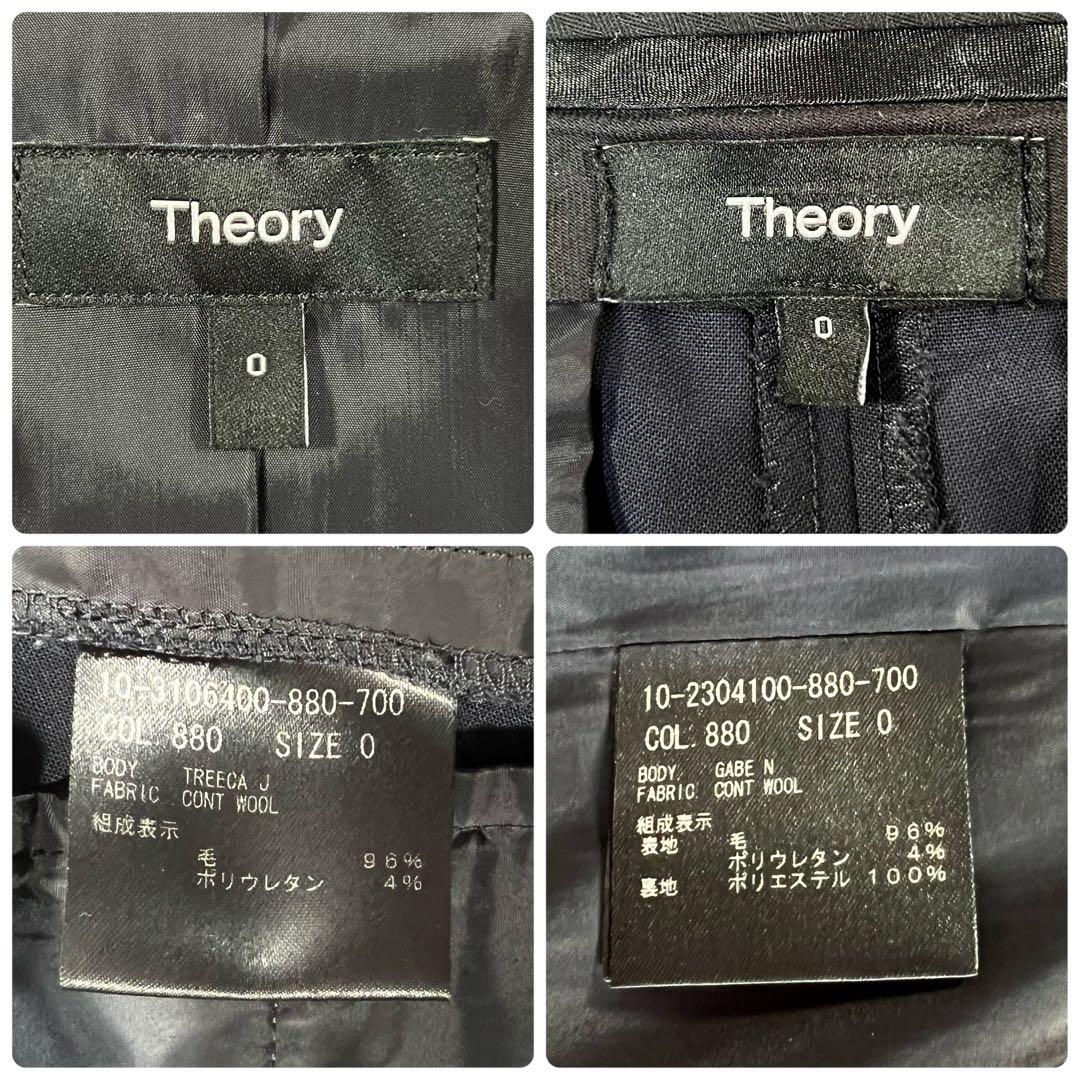 Theory
0
Theory
0
10-3106400-880-700
COL. 880 SIZE 0
BODY. TREECA J
FABRIC. CONT WOOL
組成表示
毛 96%
ポリウレタン 4%
10-2304100-880-700
COL. 880 SIZE 0
BODY. GABE N
FABRIC. CONT WOOL
組成表示
表地 毛 96%
ポリウレタン 4%
裏地 ポリエステル 100%